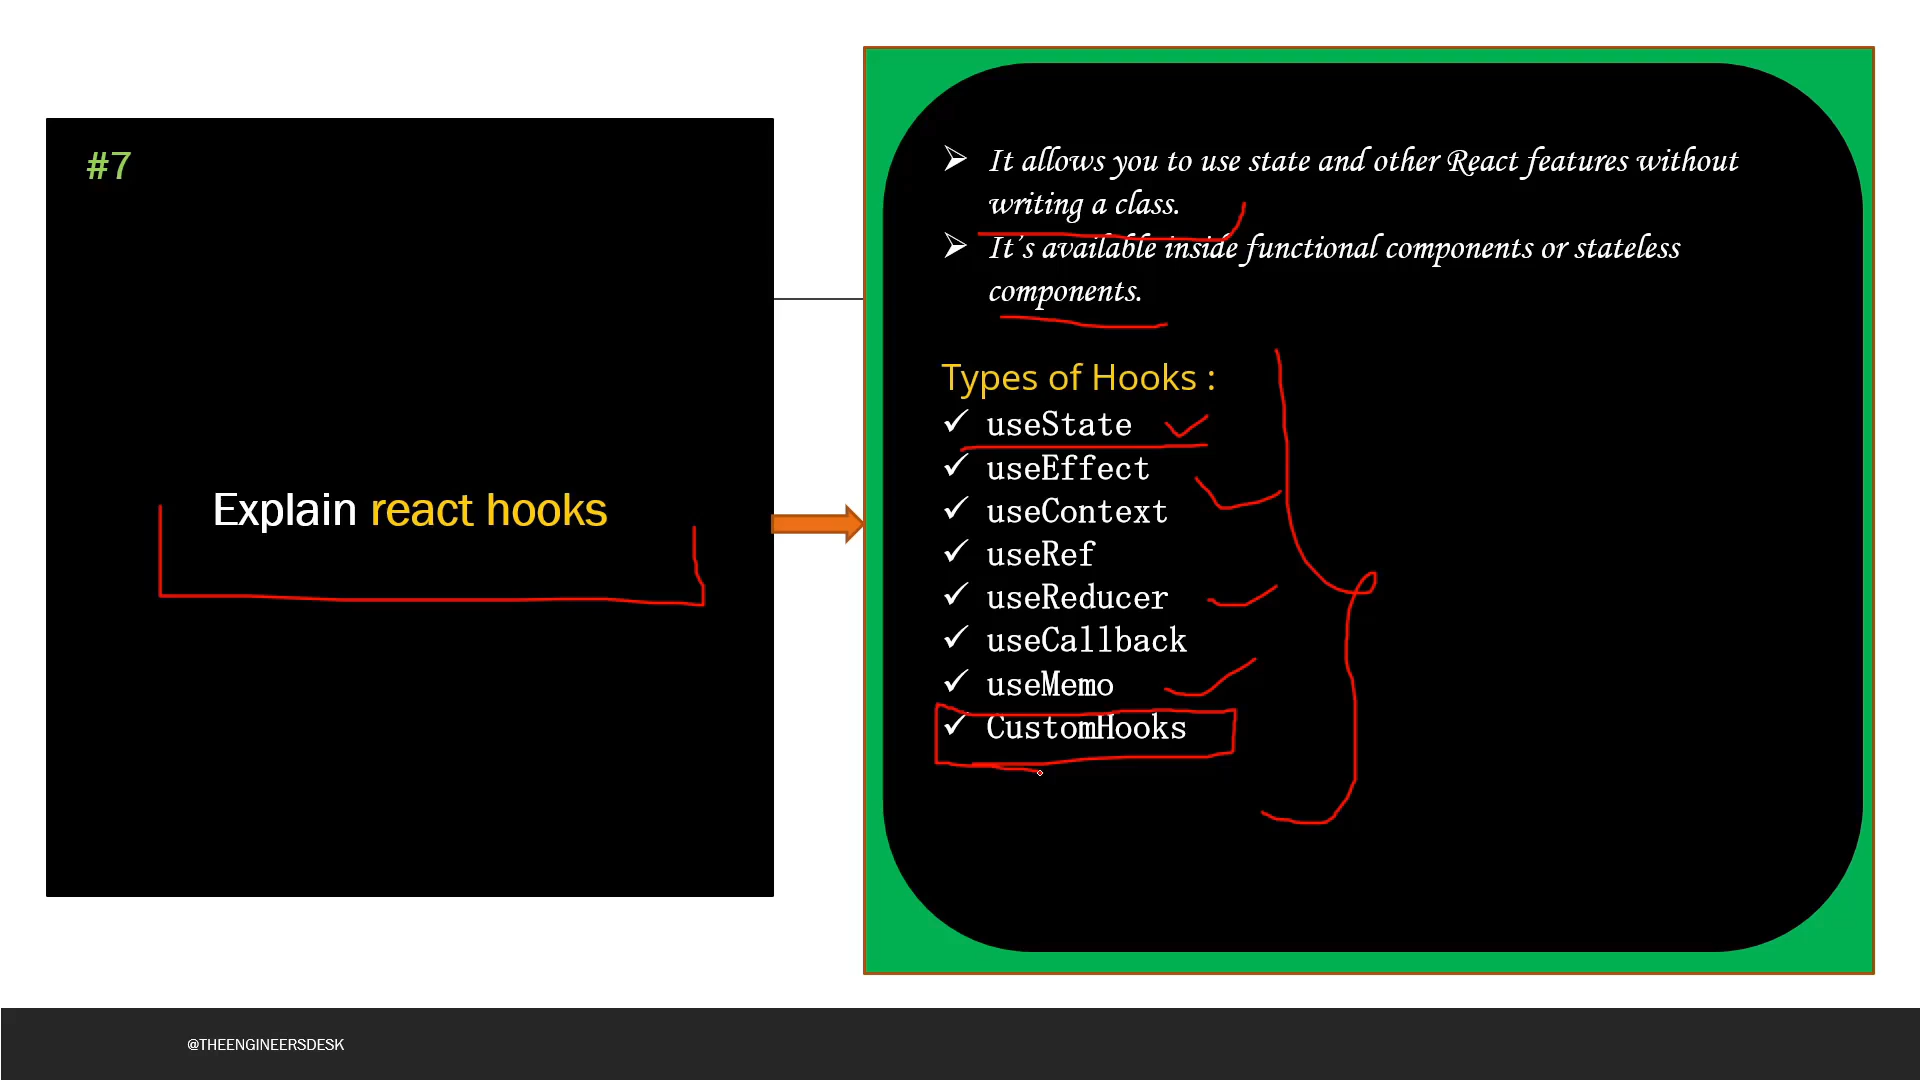 #7
Explain react hooks
It allows you to use state and other React features without
writing a class.
It's available inside functional components or stateless
components.
Types of Hooks :
useState
useEffect
useContext
useRef
useReducer
useCallback
useMemo
CustomHooks
@THEENGINEERSDESK